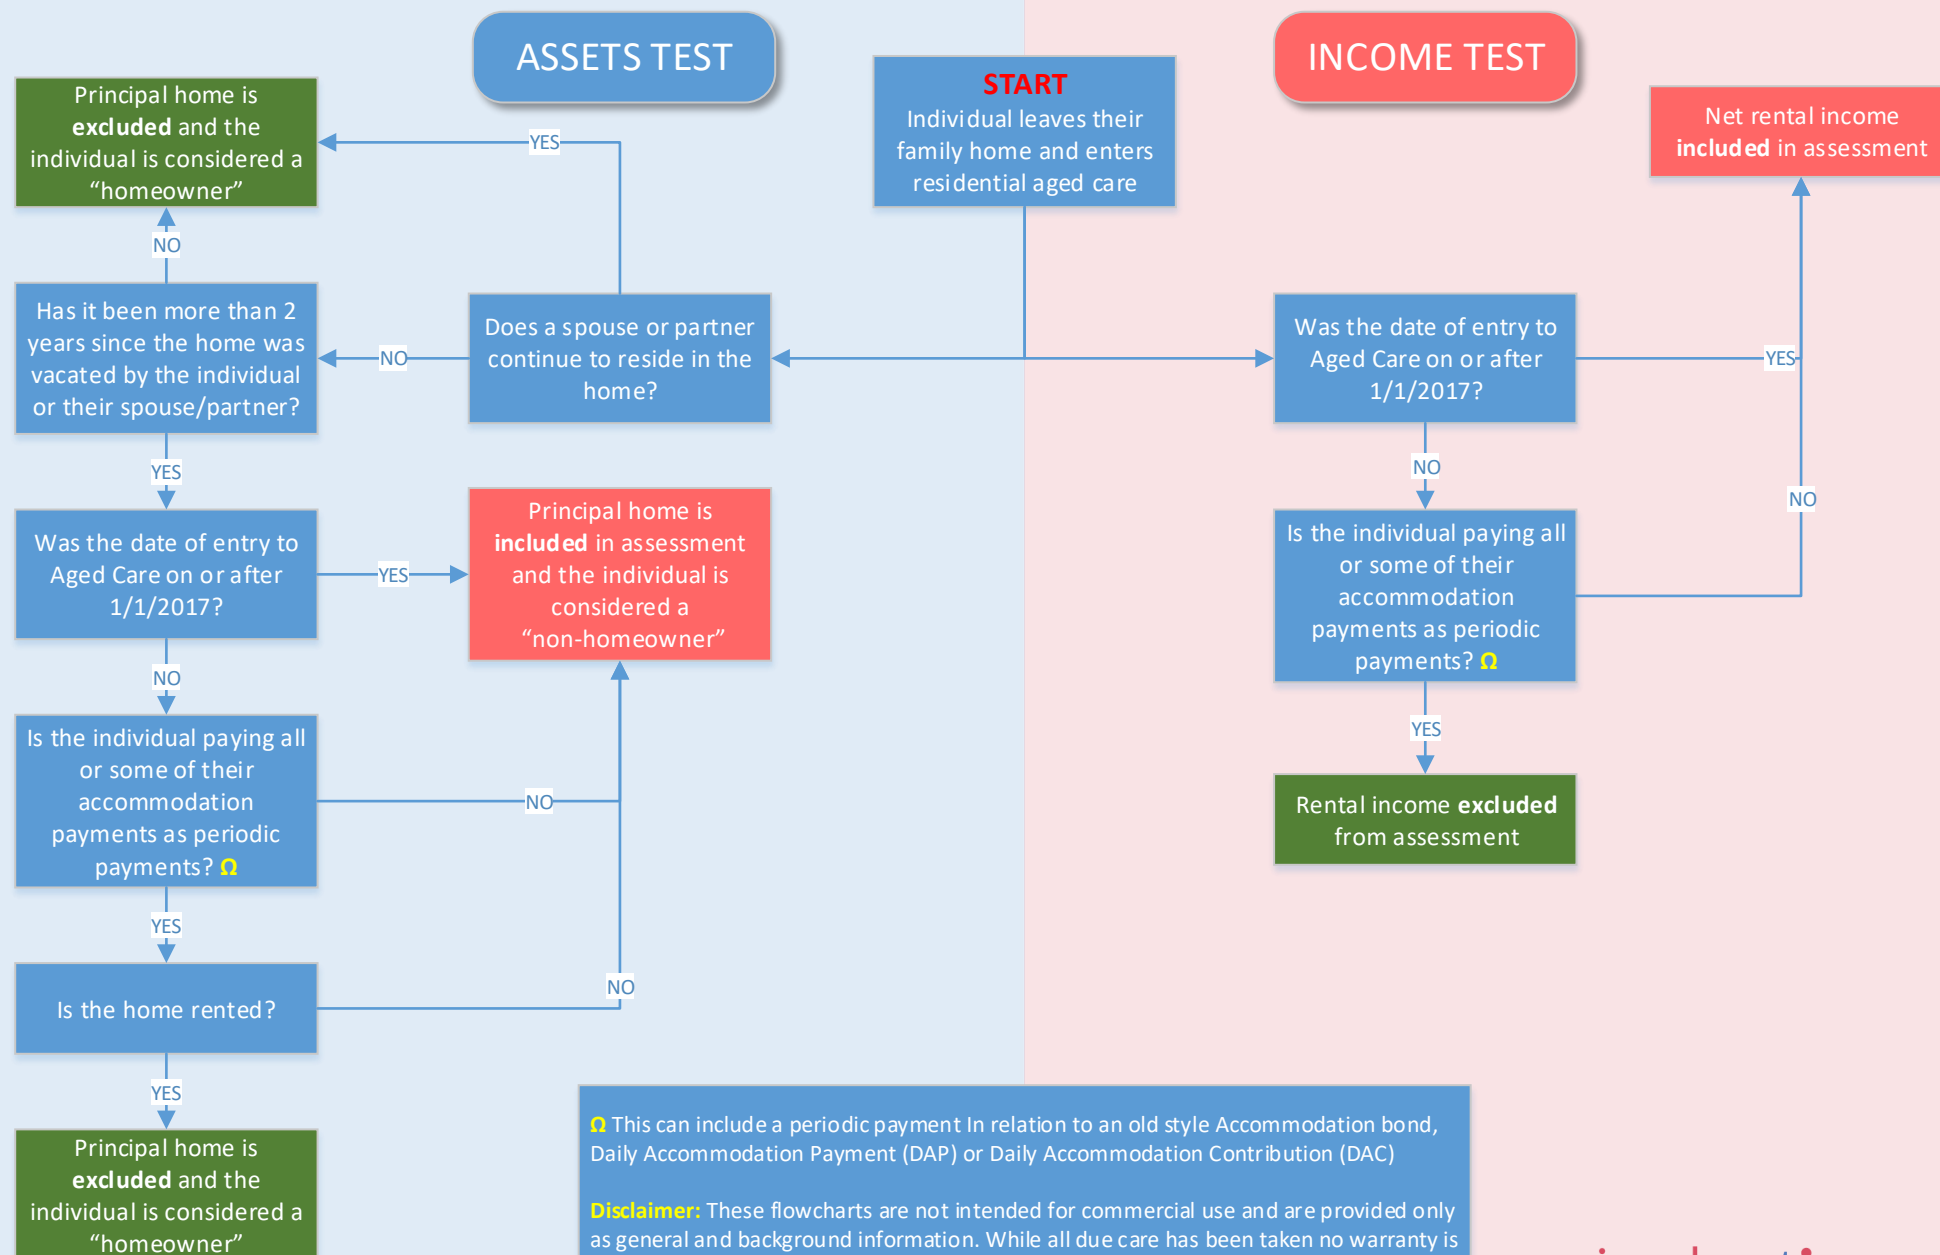 ASSETS TEST
INCOME TEST
START
Individual leaves their
family home and enters
residential aged care
Principal home is
excluded and the
individual is considered a
“homeowner”
YES
Net rental income
included in assessment
NO
Has it been more than 2
years since the home was
vacated by the individual
or their spouse/partner?
NO
Does a spouse or partner
continue to reside in the
home?
Was the date of entry to
Aged Care on or after
1/1/2017?
YES
YES
NO
NO
Was the date of entry to
Aged Care on or after
1/1/2017?
YES
Principal home is
included in assessment
and the individual is
considered a
“non-homeowner”
Is the individual paying all
or some of their
accommodation
payments as periodic
payments? Ω
NO
YES
Is the individual paying all
or some of their
accommodation
payments as periodic
payments? Ω
NO
Rental income excluded
from assessment
YES
Is the home rented?
NO
YES
Principal home is
excluded and the
individual is considered a
“homeowner”
Ω This can include a periodic payment In relation to an old style Accommodation bond,
Daily Accommodation Payment (DAP) or Daily Accommodation Contribution (DAC)
Disclaimer: These flowcharts are not intended for commercial use and are provided only
as general and background information. While all due care has been taken no warranty is